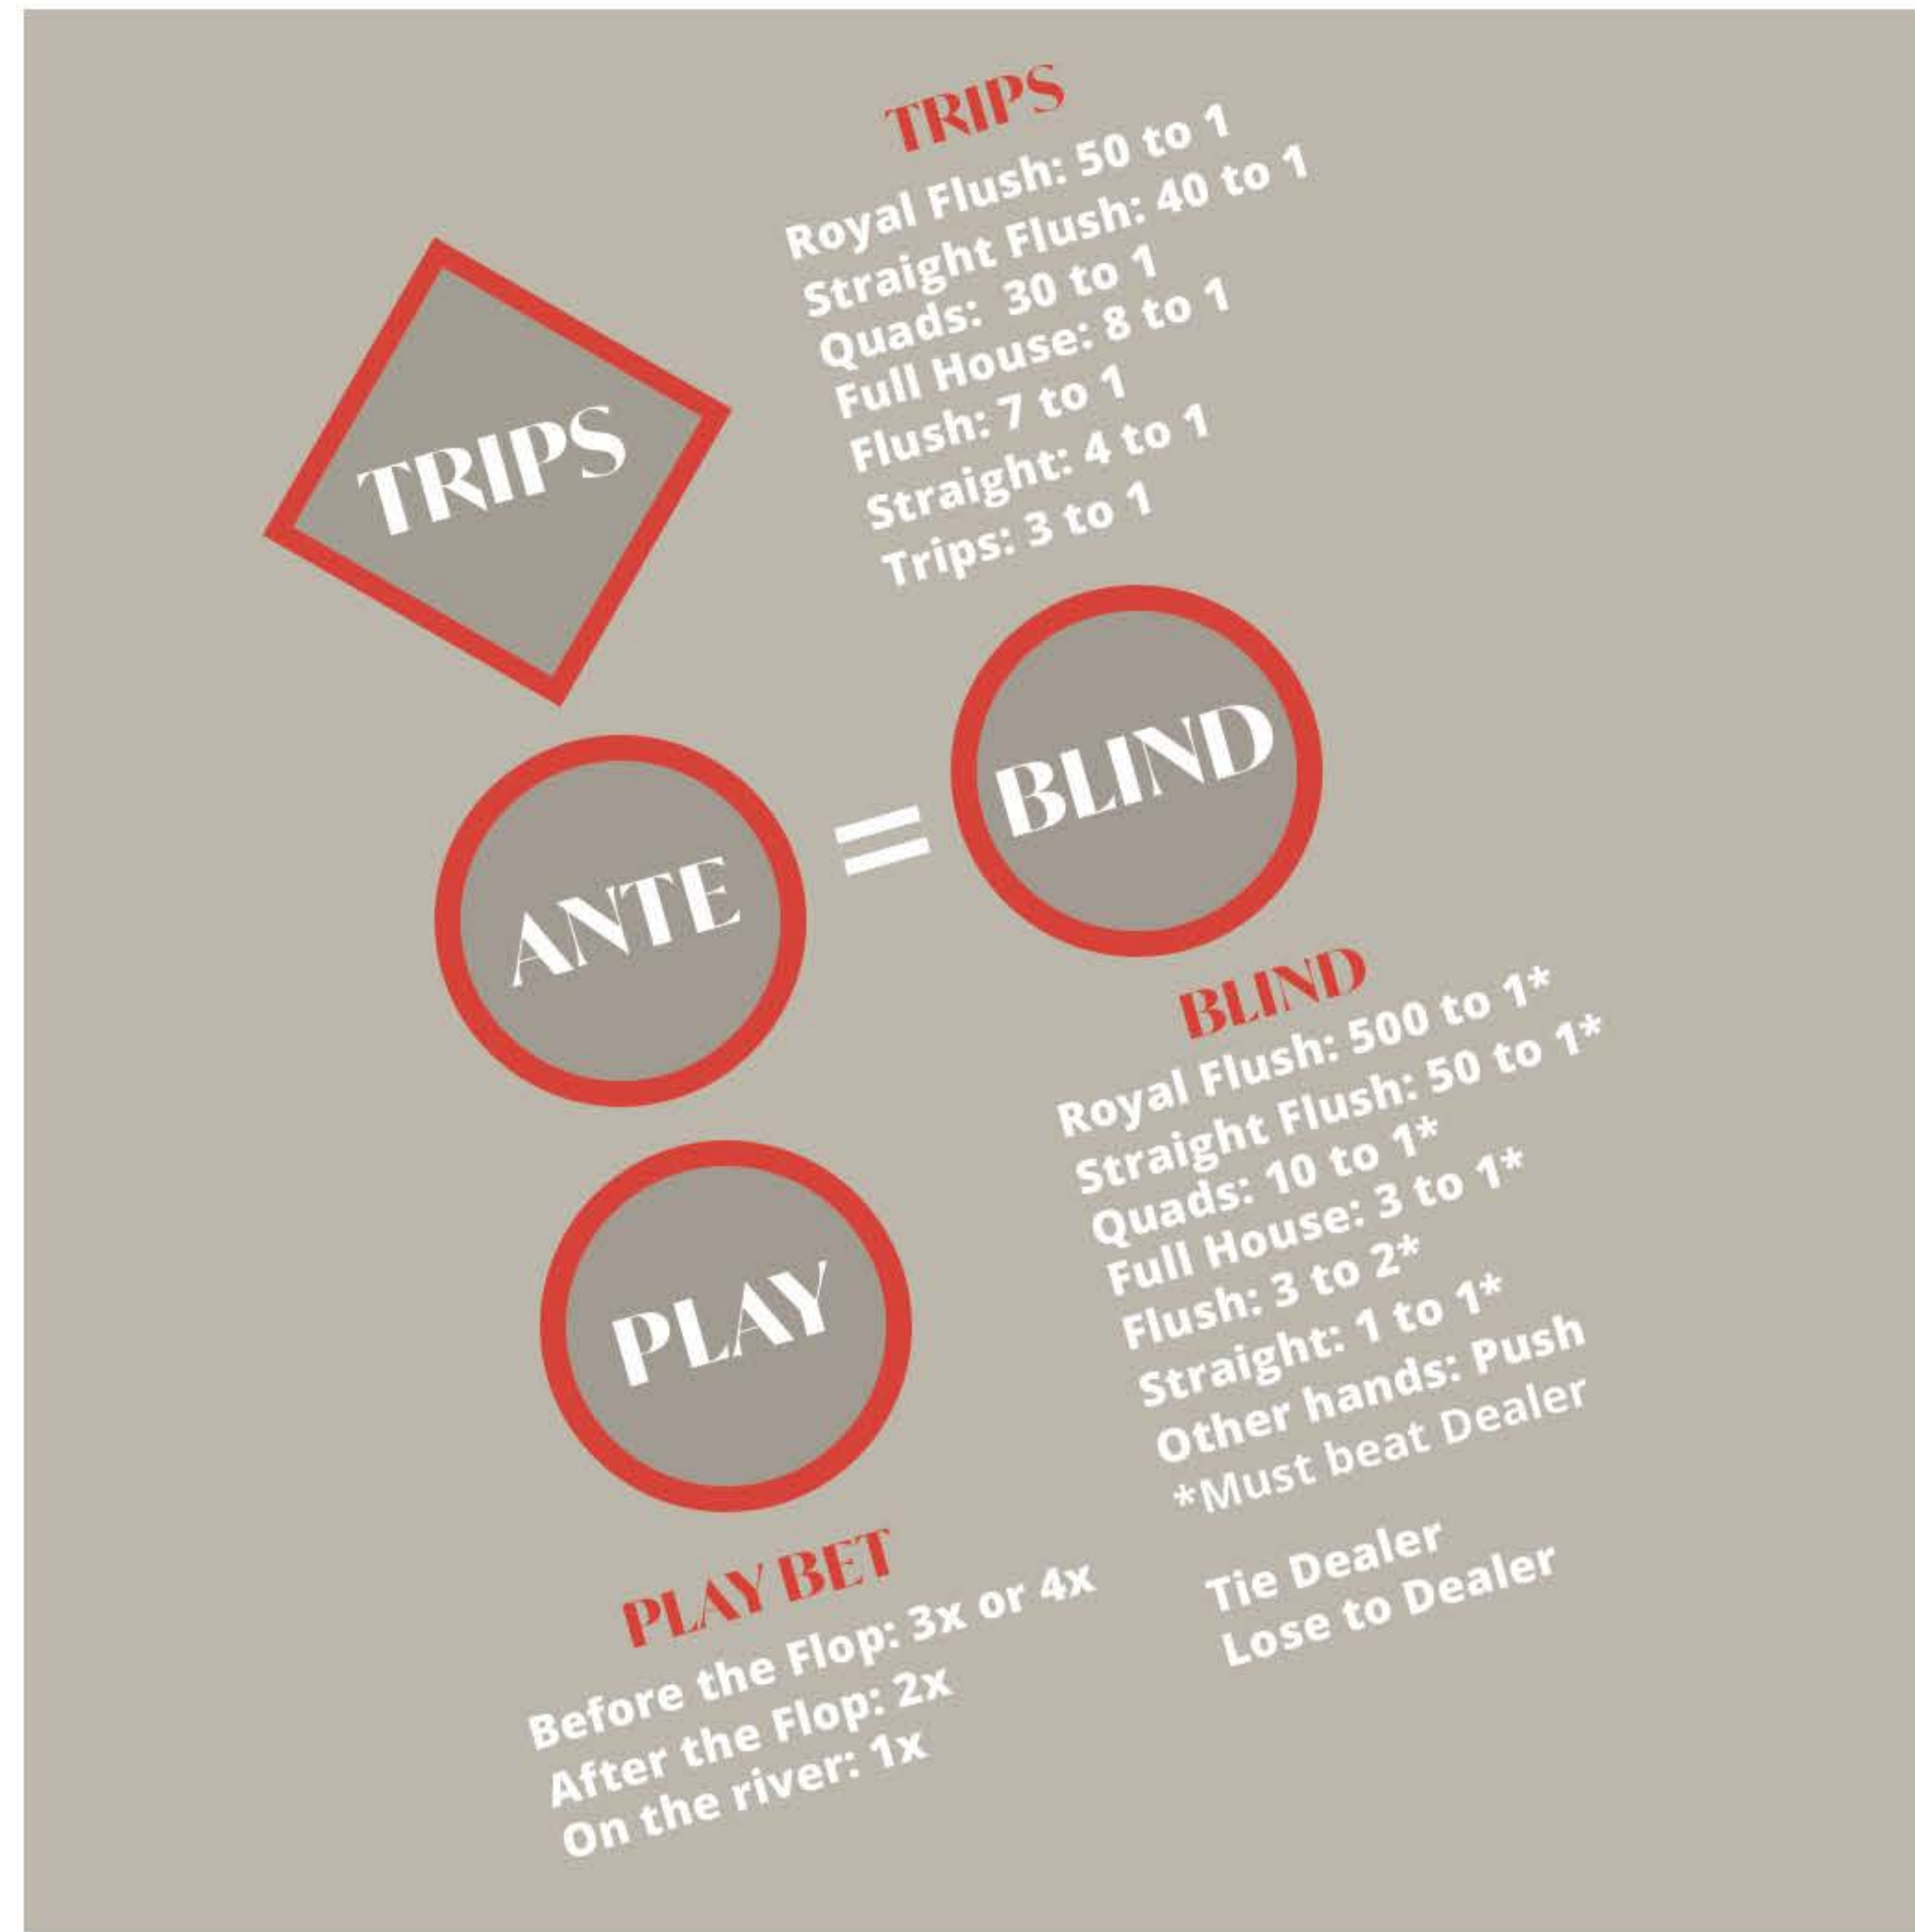 TRIPS
Royal Flush: 50 to 1
Straight Flush: 40 to 1
Quads: 30 to 1
Full House: 8 to 1
Flush: 7 to 1
Straight: 4 to 1
Trips: 3 to 1
TRIPS
ANTE
=
BLIND
BLIND
Royal Flush: 500 to 1*
Straight Flush: 50 to 1*
Quads: 10 to 1*
Full House: 3 to 1*
Flush: 3 to 2*
Straight: 1 to 1*
Other hands: Push
*Must beat Dealer
Tie Dealer
Lose to Dealer
PLAY
PLAY BET
Before the Flop: 3x or 4x
After the Flop: 2x
On the river: 1x